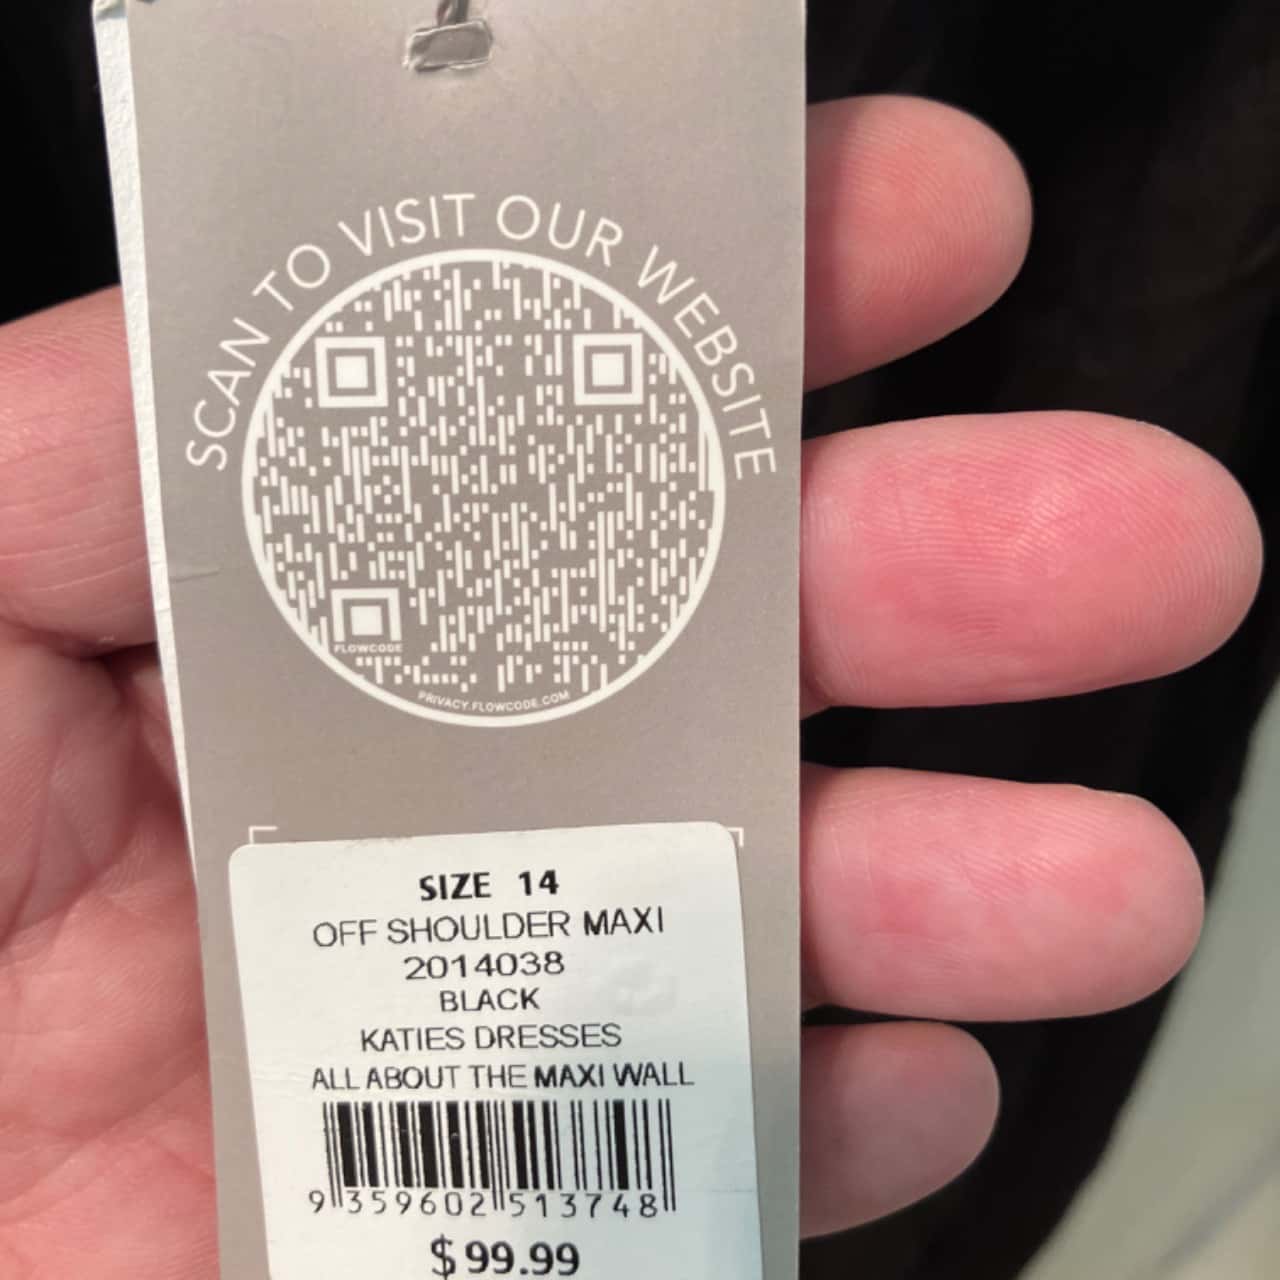 SCAN TO VISIT OUR WEBSITE
FLOWCODE
PRIVACY.FLOWCODE.COM
SIZE 14
OFF SHOULDER MAXI
2014038
BLACK
KATIES DRESSES
ALL ABOUT THE MAXI WALL
9 359602 513748
$99.99